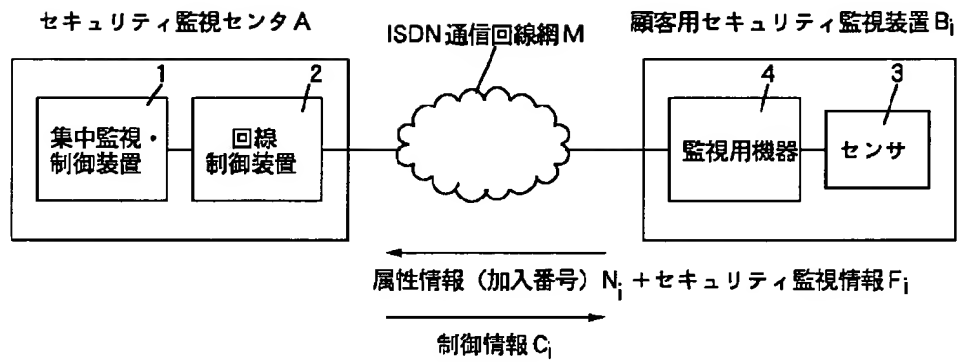 セキュリティ監視センタA
ISDN通信回線網M
顧客用セキュリティ監視装置Bi
1
2
4
3
集中監視・
制御装置
回線
制御装置
監視用機器
センサ
属性情報（加入番号）Ni＋セキュリティ監視情報Fi
制御情報Ci